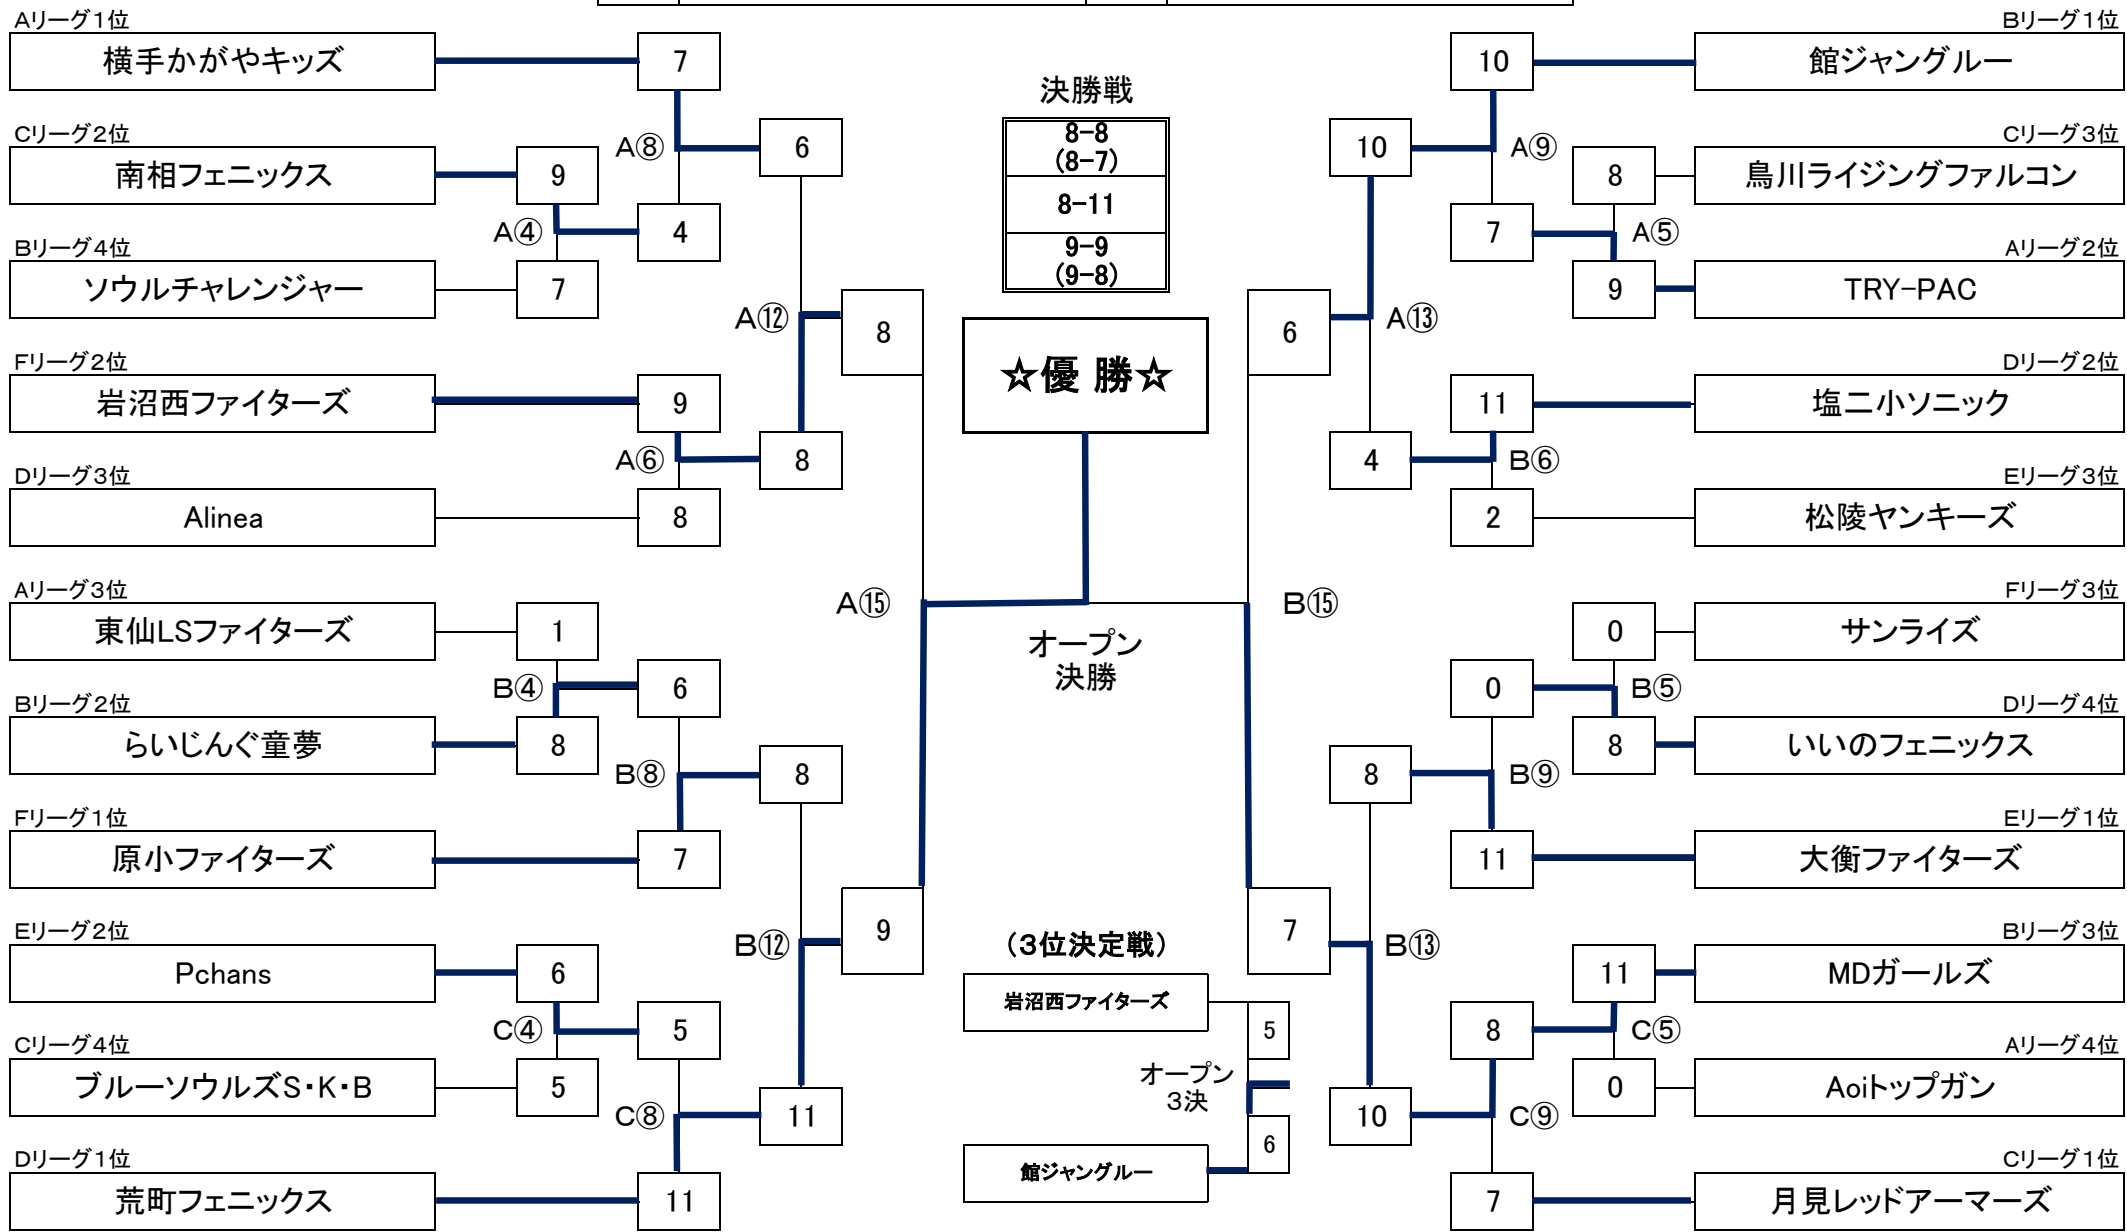 Aリーグ1位
横手かがやキッズ
7
Cリーグ2位
南相フェニックス
9
A⑧
6
A④
4
Bリーグ4位
ソウルチャレンジャー
7
A⑫
8
Fリーグ2位
岩沼西ファイターズ
9
A⑥
8
Dリーグ3位
Alinea
8
Aリーグ3位
東仙LSファイターズ
1
A⑮
B④
6
Bリーグ2位
らいじんぐ童夢
8
B⑧
8
Fリーグ1位
原小ファイターズ
7
Eリーグ2位
Pchans
6
B⑫
9
C④
5
Cリーグ4位
ブルーソウルズS・K・B
5
C⑧
11
Dリーグ1位
荒町フェニックス
11
決勝戦
8-8
(8-7)
8-11
9-9
(9-8)
☆優 勝☆
オープン
決勝
(3位決定戦)
岩沼西ファイターズ
5
オープン
3決
6
館ジャングルー
Bリーグ1位
10
館ジャングルー
Cリーグ3位
10
A⑨
8
鳥川ライジングファルコン
7
A⑤
Aリーグ2位
9
TRY-PAC
6
A⑬
Dリーグ2位
11
塩二小ソニック
4
B⑥
Eリーグ3位
2
松陵ヤンキーズ
Fリーグ3位
B⑮
0
サンライズ
0
B⑤
Dリーグ4位
8
いいのフェニックス
8
B⑨
Eリーグ1位
11
大衡ファイターズ
Bリーグ3位
7
B⑬
11
MDガールズ
8
C⑤
Aリーグ4位
0
Aoiトップガン
10
C⑨
Cリーグ1位
7
月見レッドアーマーズ